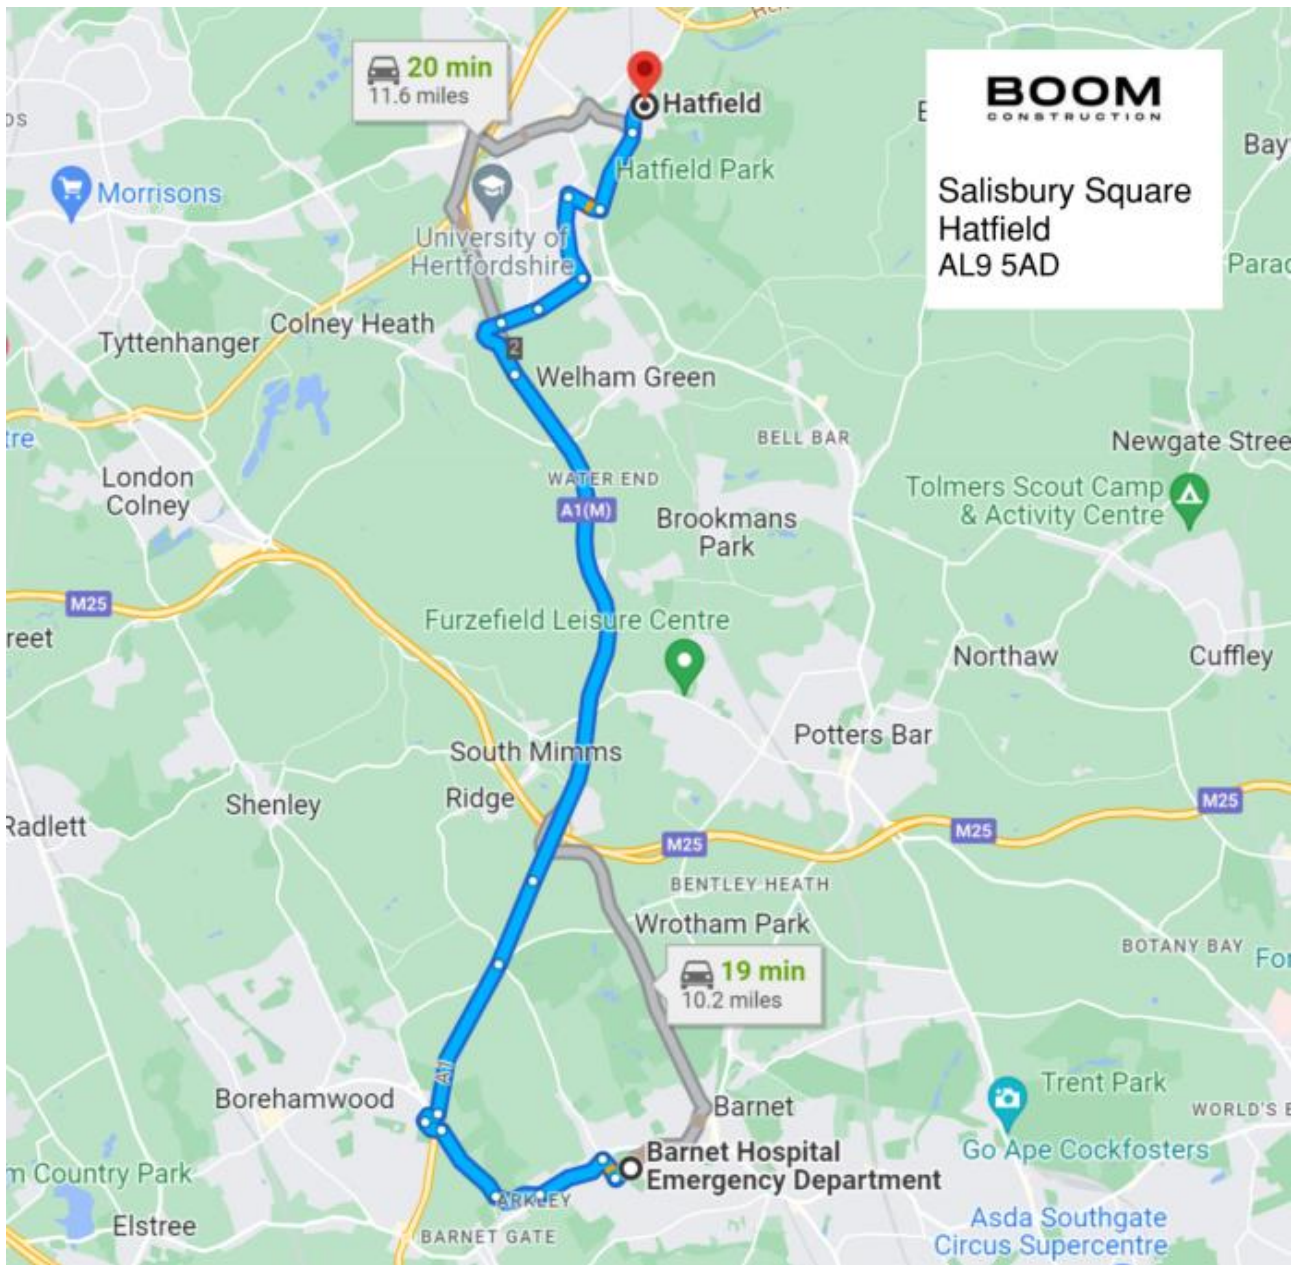 20 min
11.6 miles
Hatfield
BOOM
CONSTRUCTION
Salisbury Square
Hatfield
AL9 5AD
Hatfield Park
Morrisons
University of
Hertfordshire
Colney Heath
Tyttenhanger
2
Welham Green
BELL BAR
Newgate Stree
London
Colney
WATER END
A1(M)
Brookmans
Park
Tolmers Scout Camp
& Activity Centre
M25
Furzefield Leisure Centre
reet
Northaw
Cuffley
South Mimms
Potters Bar
Ridge
Shenley
Radlett
M25
M25
M25
BENTLEY HEATH
Wrotham Park
BOTANY BAY
For
19 min
10.2 miles
A1
Borehamwood
Barnet
Trent Park
WORLD'S E
Go Ape Cockfosters
Barnet Hospital
Emergency Department
m Country Park
ARKLEY
Elstree
BARNET GATE
Asda Southgate
Circus Supercentre